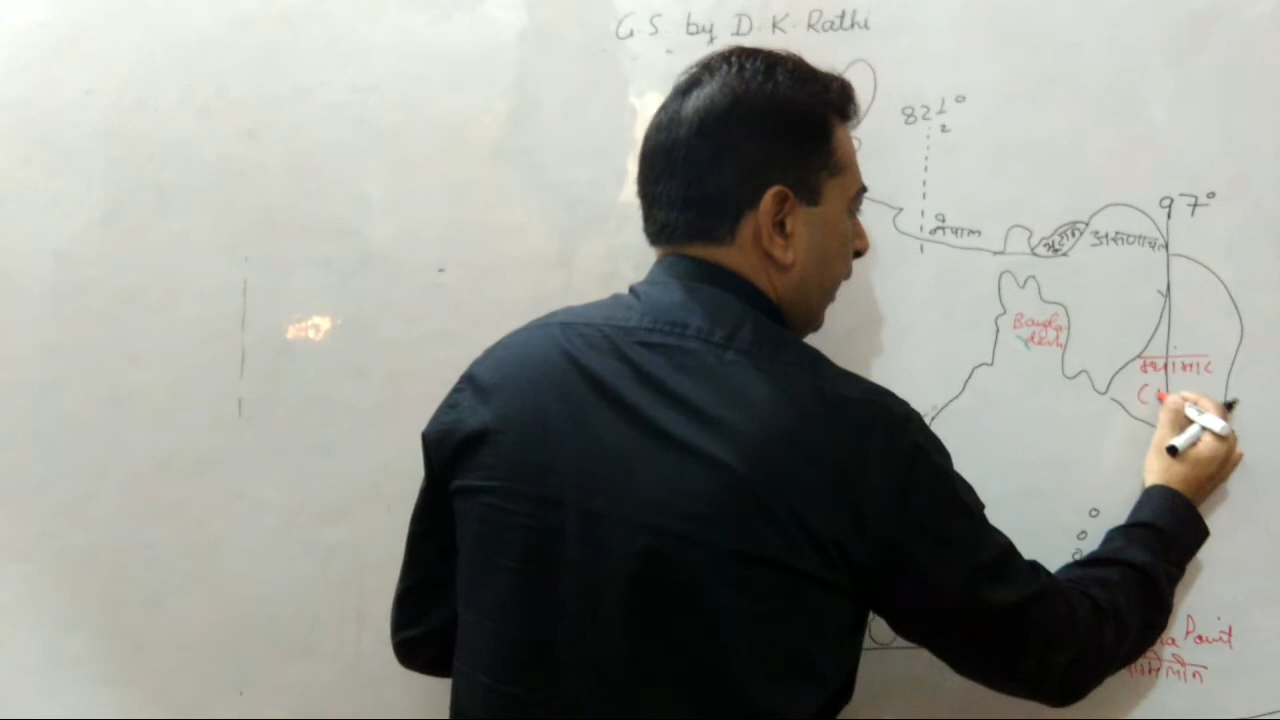 G.S. by D.K. Rathi
82 1/2°
97°
नेपाल
भूटान
अरुणाचल
Bangla
desh
म्यांमार
(
Point